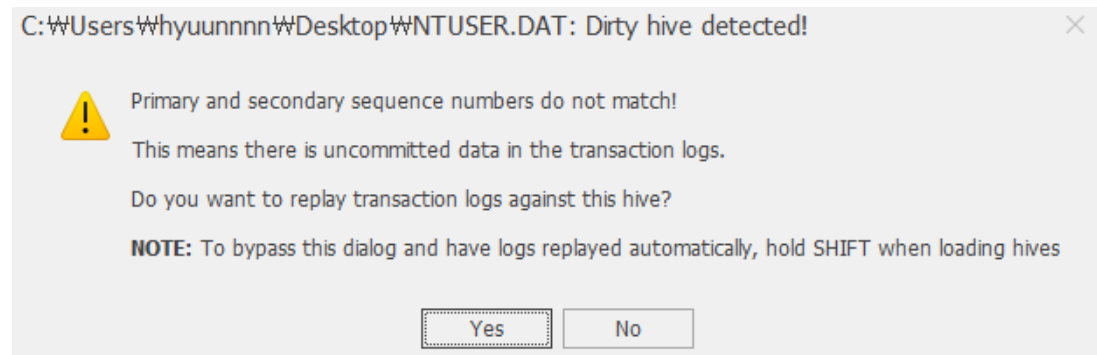 C:₩Users₩hyuunnnn₩Desktop₩NTUSER.DAT: Dirty hive detected!
Primary and secondary sequence numbers do not match!
This means there is uncommitted data in the transaction logs.
Do you want to replay transaction logs against this hive?
NOTE: To bypass this dialog and have logs replayed automatically, hold SHIFT when loading hives
Yes No